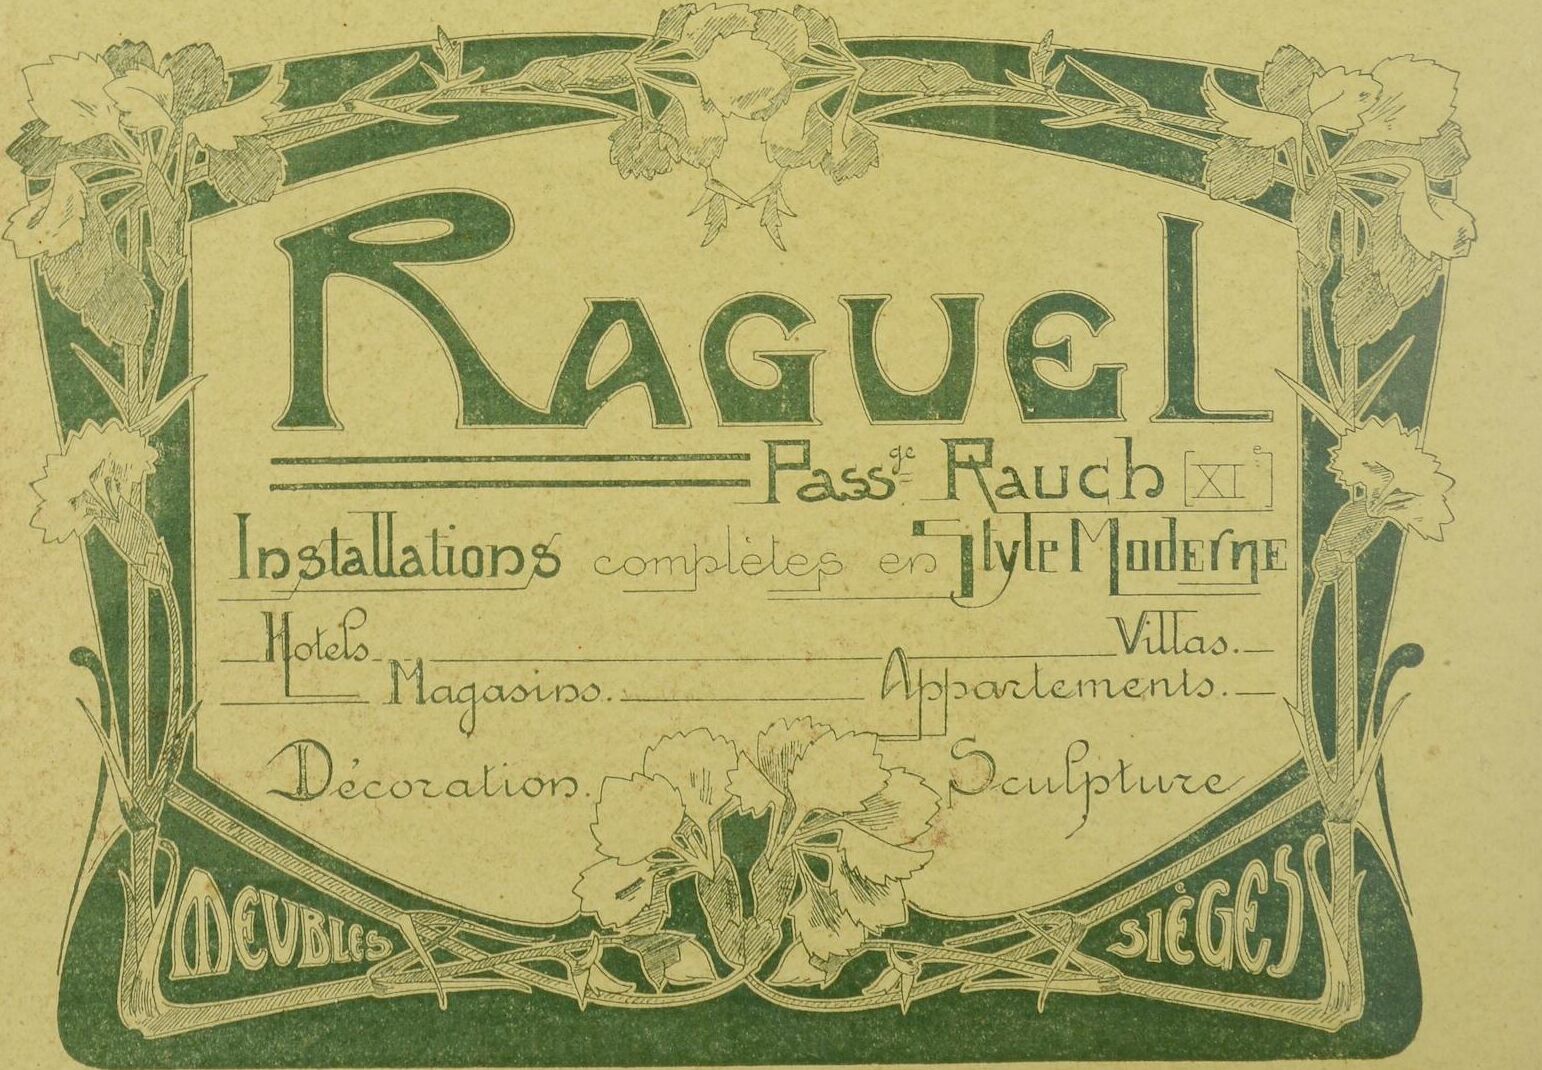 RAGUEL
Passge Rauch [XIe]
Installations complètes en Style Moderne
Hotels Villas.
Magasins. Appartements.
Décoration. Sculpture
MEUBLES SIÈGES